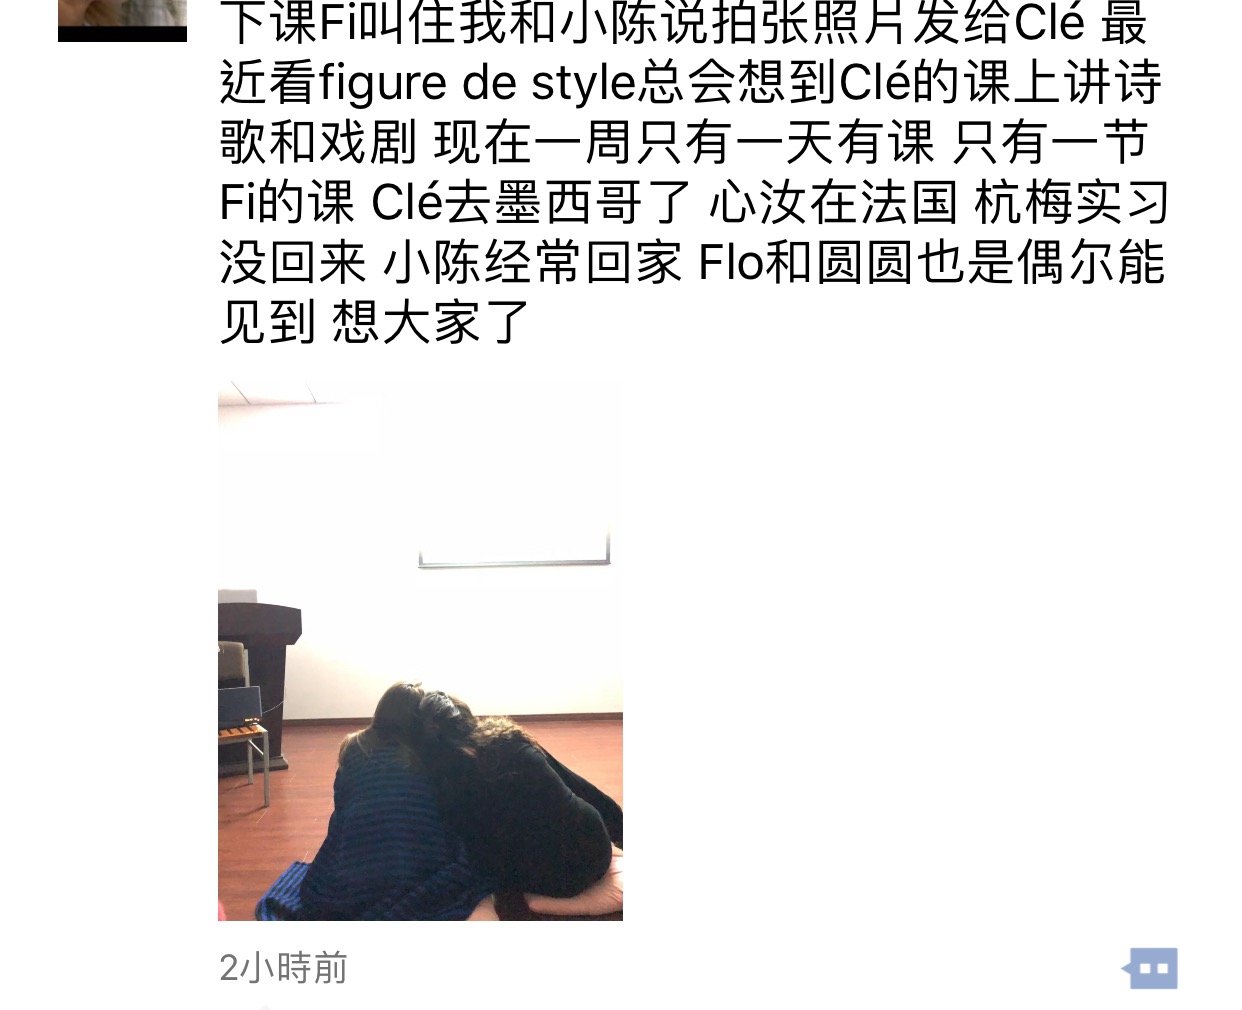 下课Fi叫住我和小陈说拍张照片发给Clé 最
近看figure de style总会想到Clé的课上讲诗
歌和戏剧 现在一周只有一天有课 只有一节
Fi的课 Clé去墨西哥了 心汝在法国 杭梅实习
没回来 小陈经常回家 Flo和圆圆也是偶尔能
见到 想大家了
2小時前